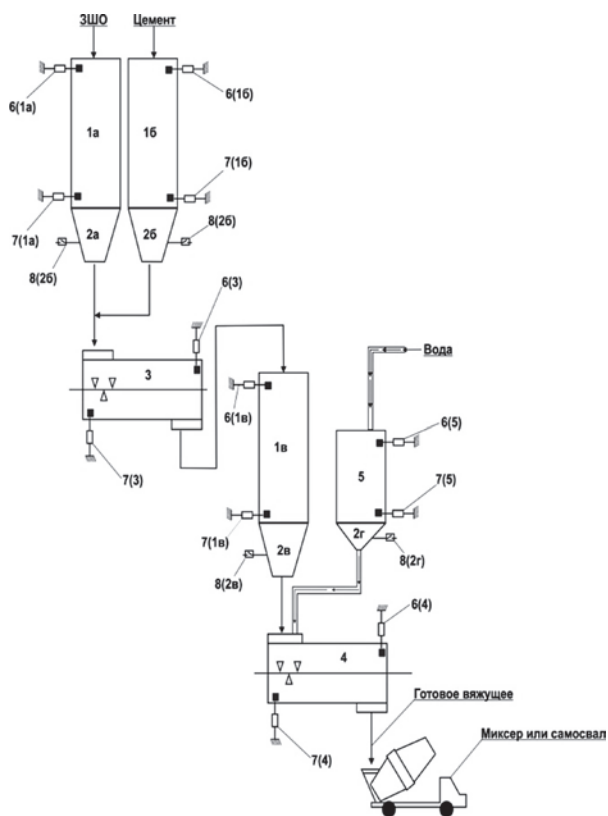 ЗШО
Цемент
6(1а)
6(1б)
1а
1б
7(1а)
7(1б)
2а
2б
8(2б)
8(2б)
6(3)
3
7(3)
Вода
6(1в)
6(5)
1в
5
7(1в)
7(5)
2в
2г
8(2в)
8(2г)
6(4)
4
7(4)
Готовое вяжущее
Миксер или самосвал